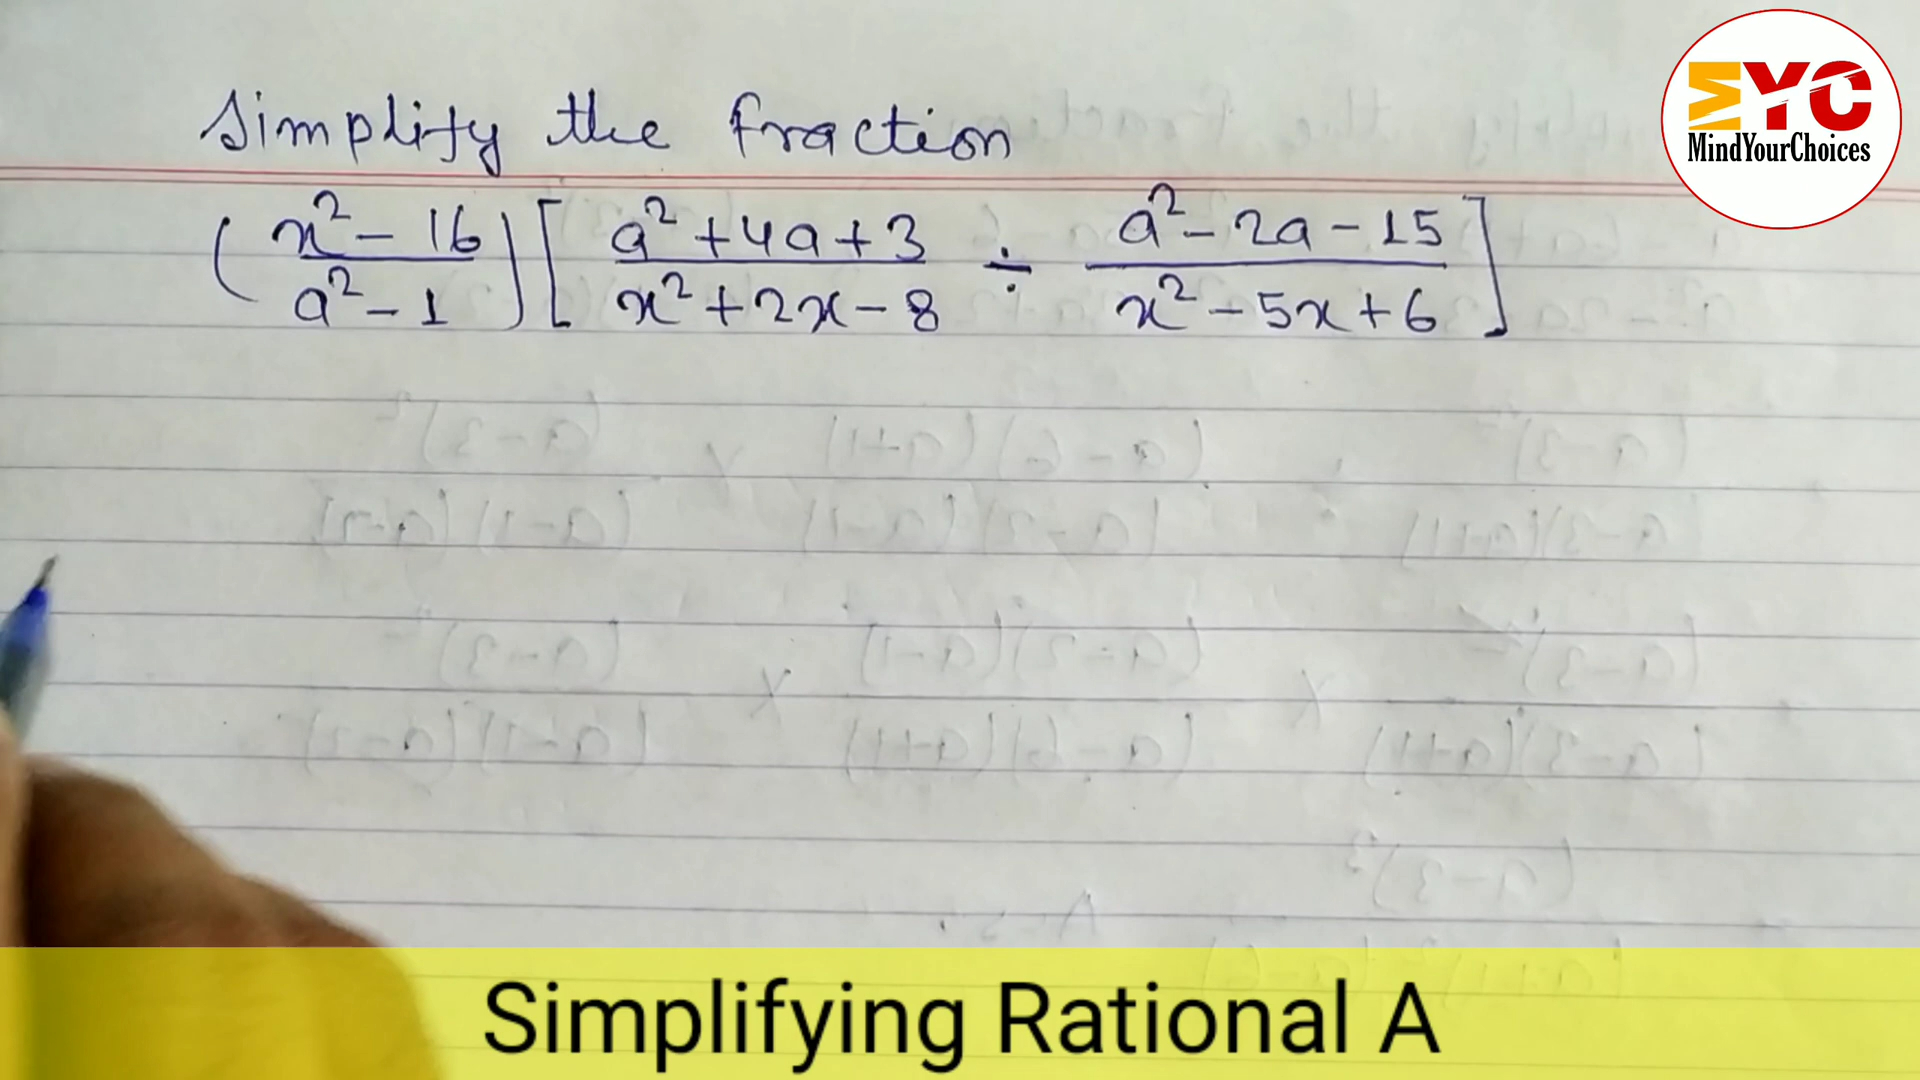 Simplify the fraction
(x² - 16 / a² - 1) [a² + 4a + 3 / x² + 2x - 8 ÷ a² - 2a - 15 / x² - 5x + 6]
MYC
MindYourChoices
Simplifying Rational A